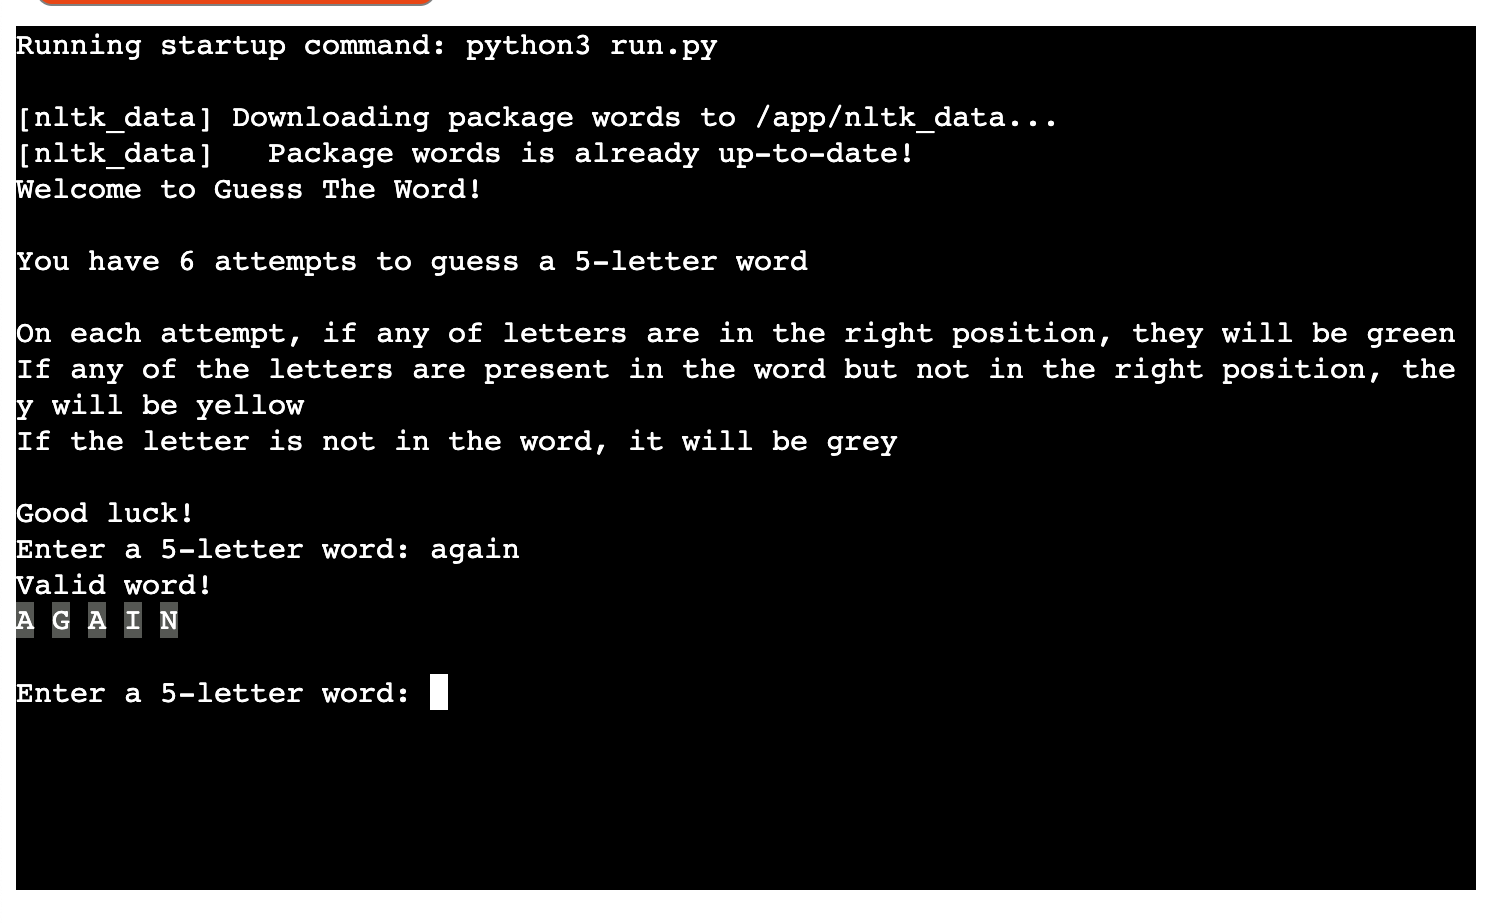 Running startup command: python3 run.py
[nltk_data] Downloading package words to /app/nltk_data...
[nltk_data]   Package words is already up-to-date!
Welcome to Guess The Word!
You have 6 attempts to guess a 5-letter word
On each attempt, if any of letters are in the right position, they will be green
If any of the letters are present in the word but not in the right position, the
y will be yellow
If the letter is not in the word, it will be grey
Good luck!
Enter a 5-letter word: again
Valid word!
A G A I N
Enter a 5-letter word: